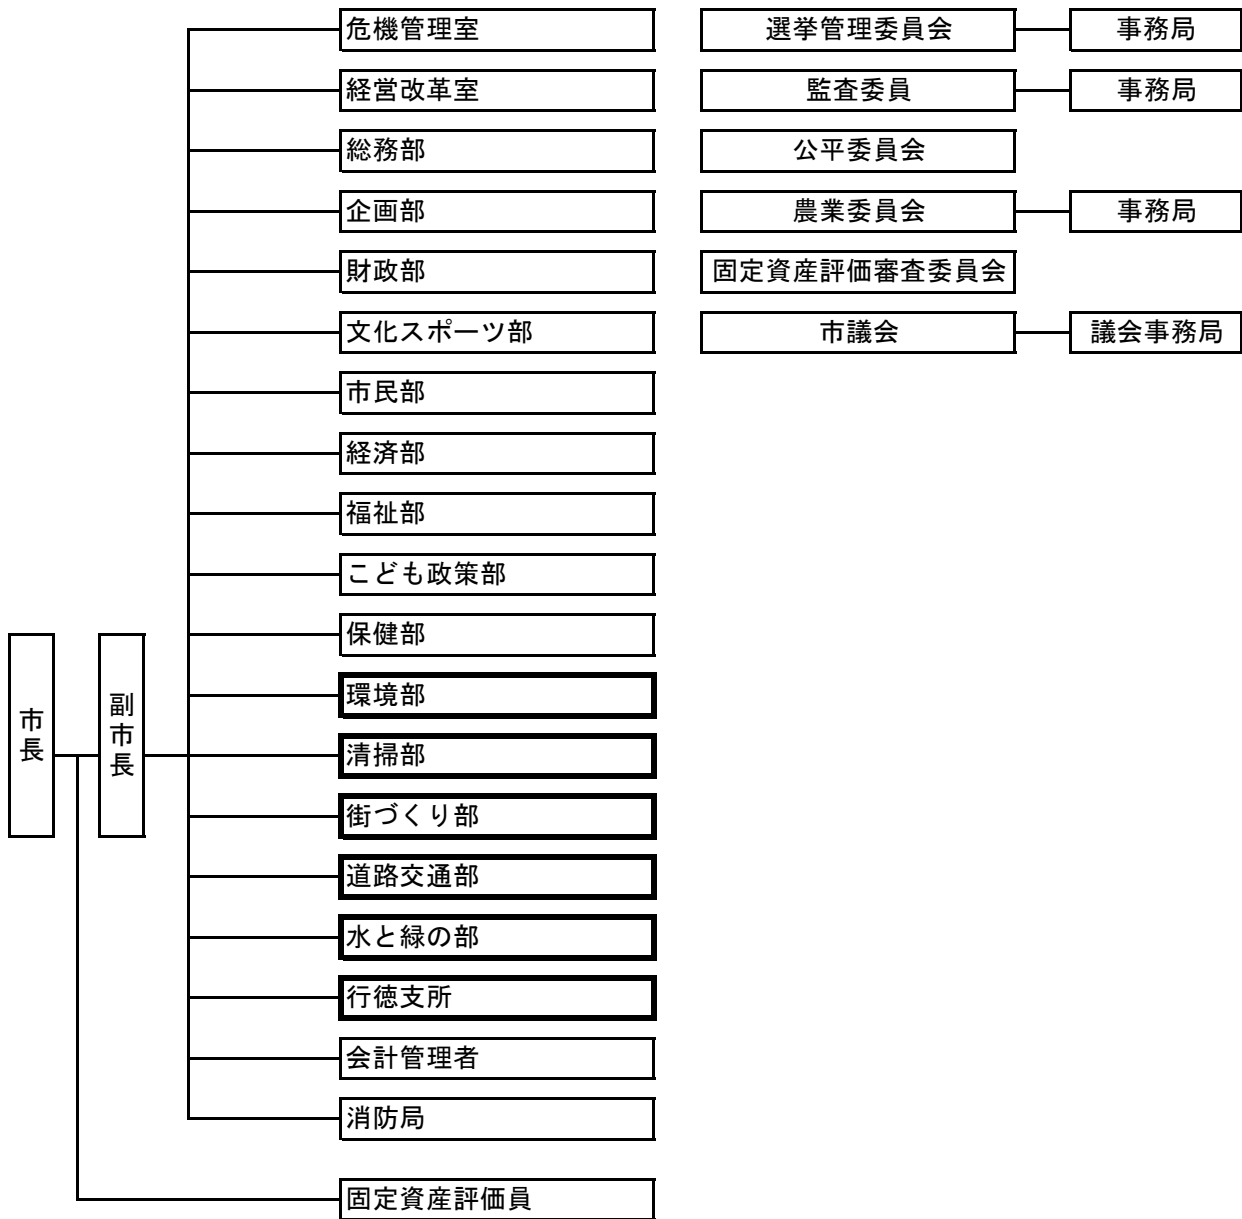 危機管理室
選挙管理委員会
事務局
経営改革室
監査委員
事務局
総務部
公平委員会
企画部
農業委員会
事務局
財政部
固定資産評価審査委員会
文化スポーツ部
市議会
議会事務局
市民部
経済部
福祉部
こども政策部
保健部
市長
副市長
環境部
清掃部
街づくり部
道路交通部
水と緑の部
行徳支所
会計管理者
消防局
固定資産評価員